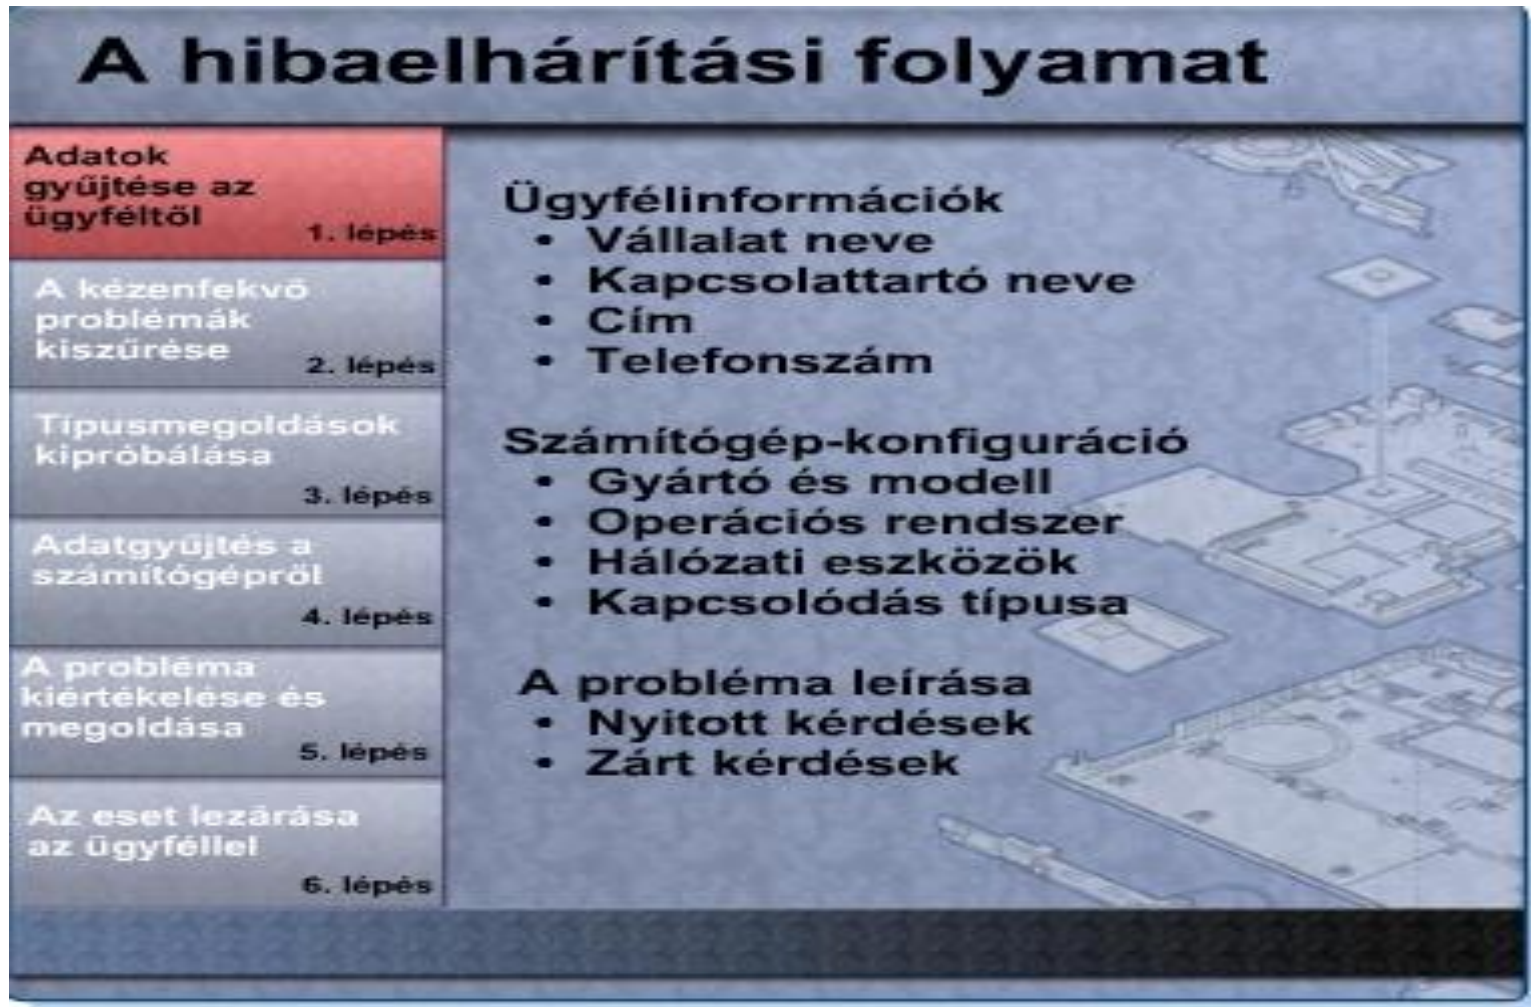 A hibaelhárítási folyamat
Adatok
gyűjtése az
ügyféltől
1. lépés
A kézenfekvő
problémák
kiszűrése
2. lépés
Típusmegoldások
kipróbálása
3. lépés
Adatgyűjtés a
számítógépről
4. lépés
A probléma
kiértékelése és
megoldása
5. lépés
Az eset lezárása
az ügyféllel
6. lépés
Ügyfélinformációk
• Vállalat neve
• Kapcsolattartó neve
• Cím
• Telefonszám
Számítógép-konfiguráció
• Gyártó és modell
• Operációs rendszer
• Hálózati eszközök
• Kapcsolódás típusa
A probléma leírása
• Nyitott kérdések
• Zárt kérdések